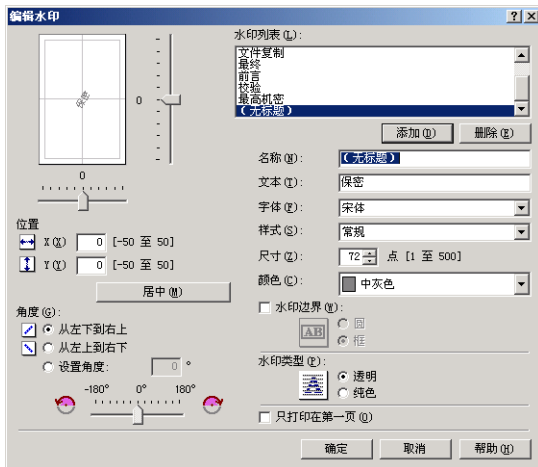 编辑水印
水印列表(L):
文件复制
最终
前言
校验
最高机密
(无标题)
添加(D) 删除(E)
保密
0
0
名称(N): (无标题)
文本(T): 保密
字体(F): 宋体
样式(S): 常规
尺寸(Z): 72 点 [1 至 500]
颜色(C): 中灰色
位置
X(X) 0 [-50 至 50]
Y(Y) 0 [-50 至 50]
居中(M)
角度(G):
从左下到右上
从左上到右下
设置角度: 0 °
-180° 0° 180°
水印边界(W):
AB
圆
框
水印类型(P):
透明
纯色
只打印在第一页(O)
确定 取消 帮助(H)